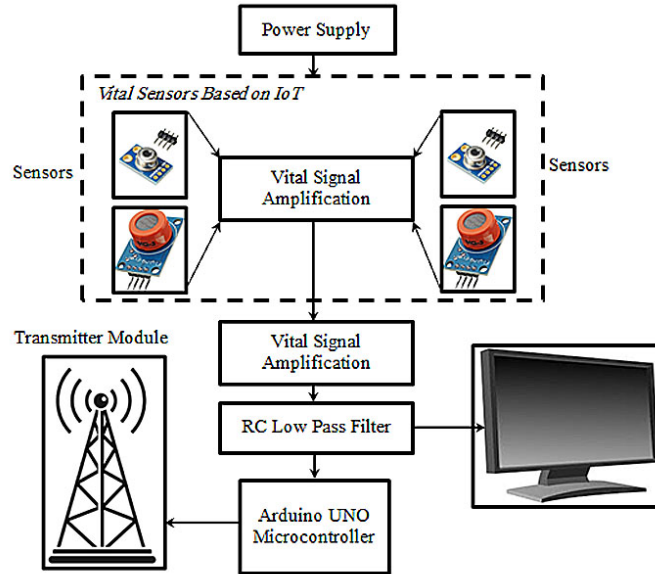 Power Supply
Vital Sensors Based on IoT
Sensors
Sensors
Vital Signal
Amplification
Transmitter Module
Vital Signal
Amplification
RC Low Pass Filter
Arduino UNO
Microcontroller